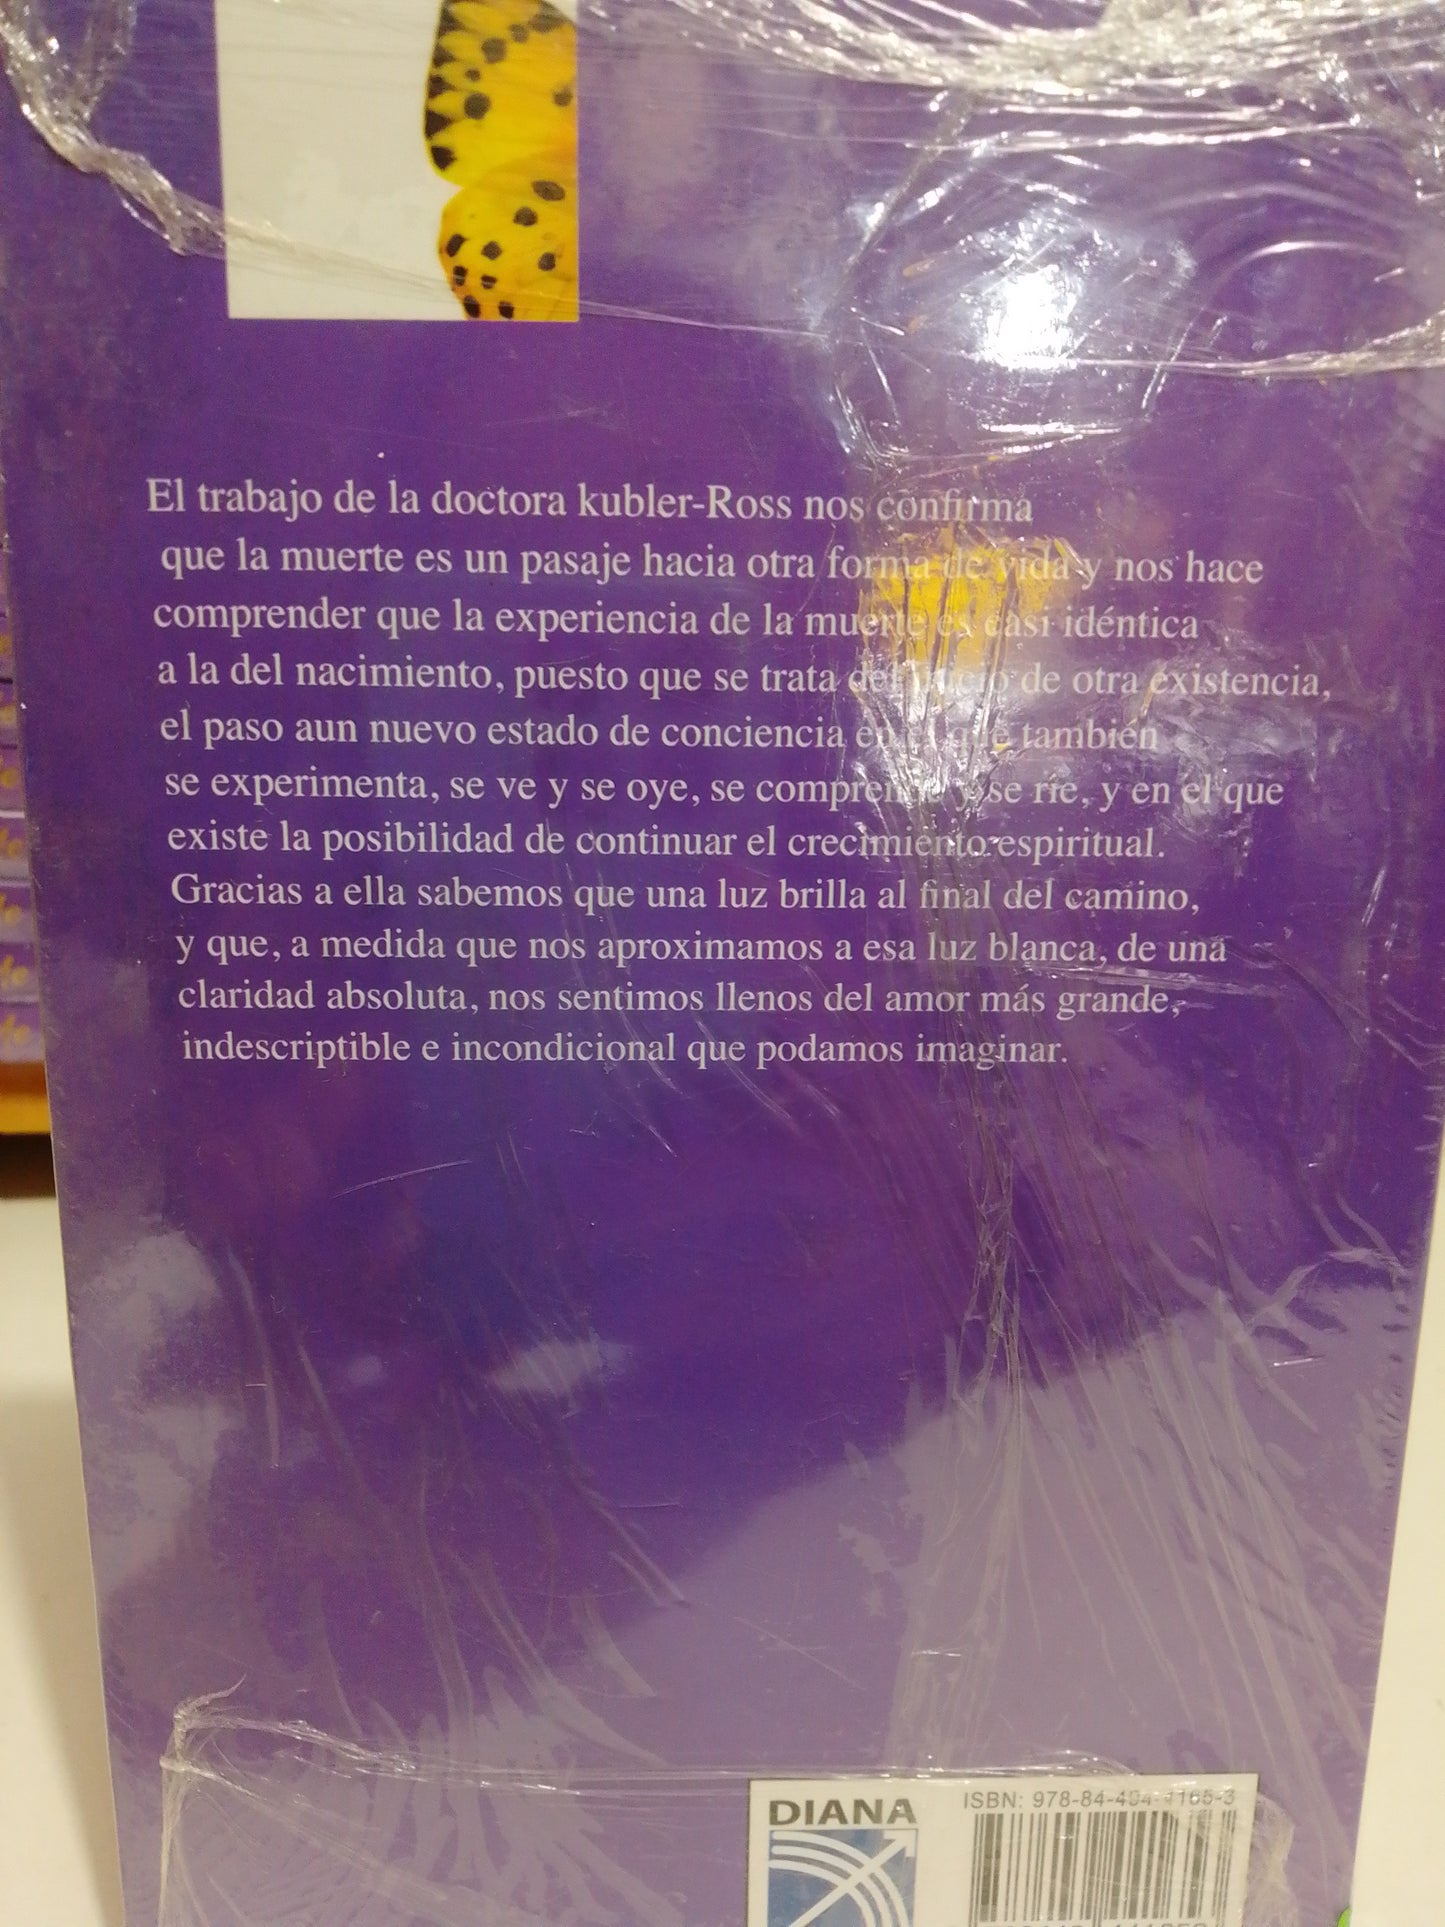 El trabajo de la doctora kubler-Ross nos confirma
que la muerte es un pasaje hacia otra forma de vida y nos hace
comprender que la experiencia de la muerte es casi idéntica
a la del nacimiento, puesto que se trata del inicio de otra existencia,
el paso aun nuevo estado de conciencia en el que también
se experimenta, se ve y se oye, se comprende y se ríe, y en el que
existe la posibilidad de continuar el crecimiento espiritual.
Gracias a ella sabemos que una luz brilla al final del camino,
y que, a medida que nos aproximamos a esa luz blanca, de una
claridad absoluta, nos sentimos llenos del amor más grande,
indescriptible e incondicional que podamos imaginar.
DIANA
ISBN: